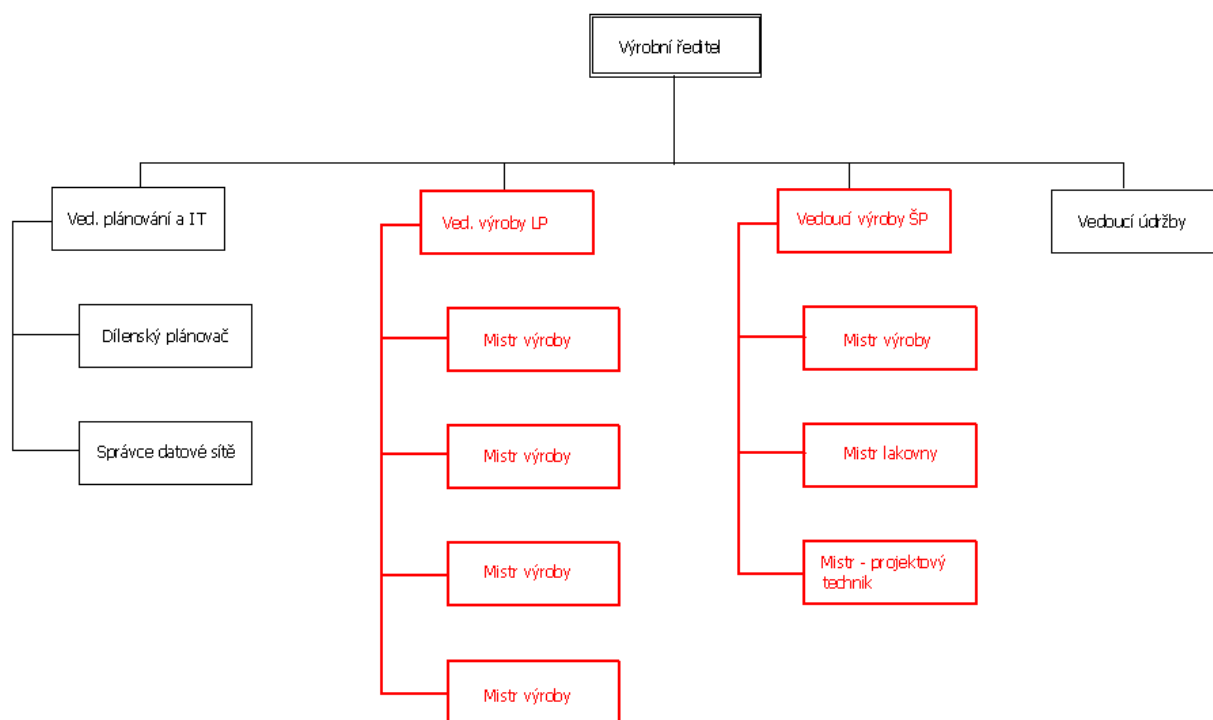 Výrobní ředitel
Ved. plánování a IT
Ved. výroby LP
Vedoucí výroby ŠP
Vedoucí údržby
Dílenský plánovač
Mistr výroby
Mistr výroby
Správce datové sítě
Mistr výroby
Mistr lakovny
Mistr výroby
Mistr - projektový
technik
Mistr výroby